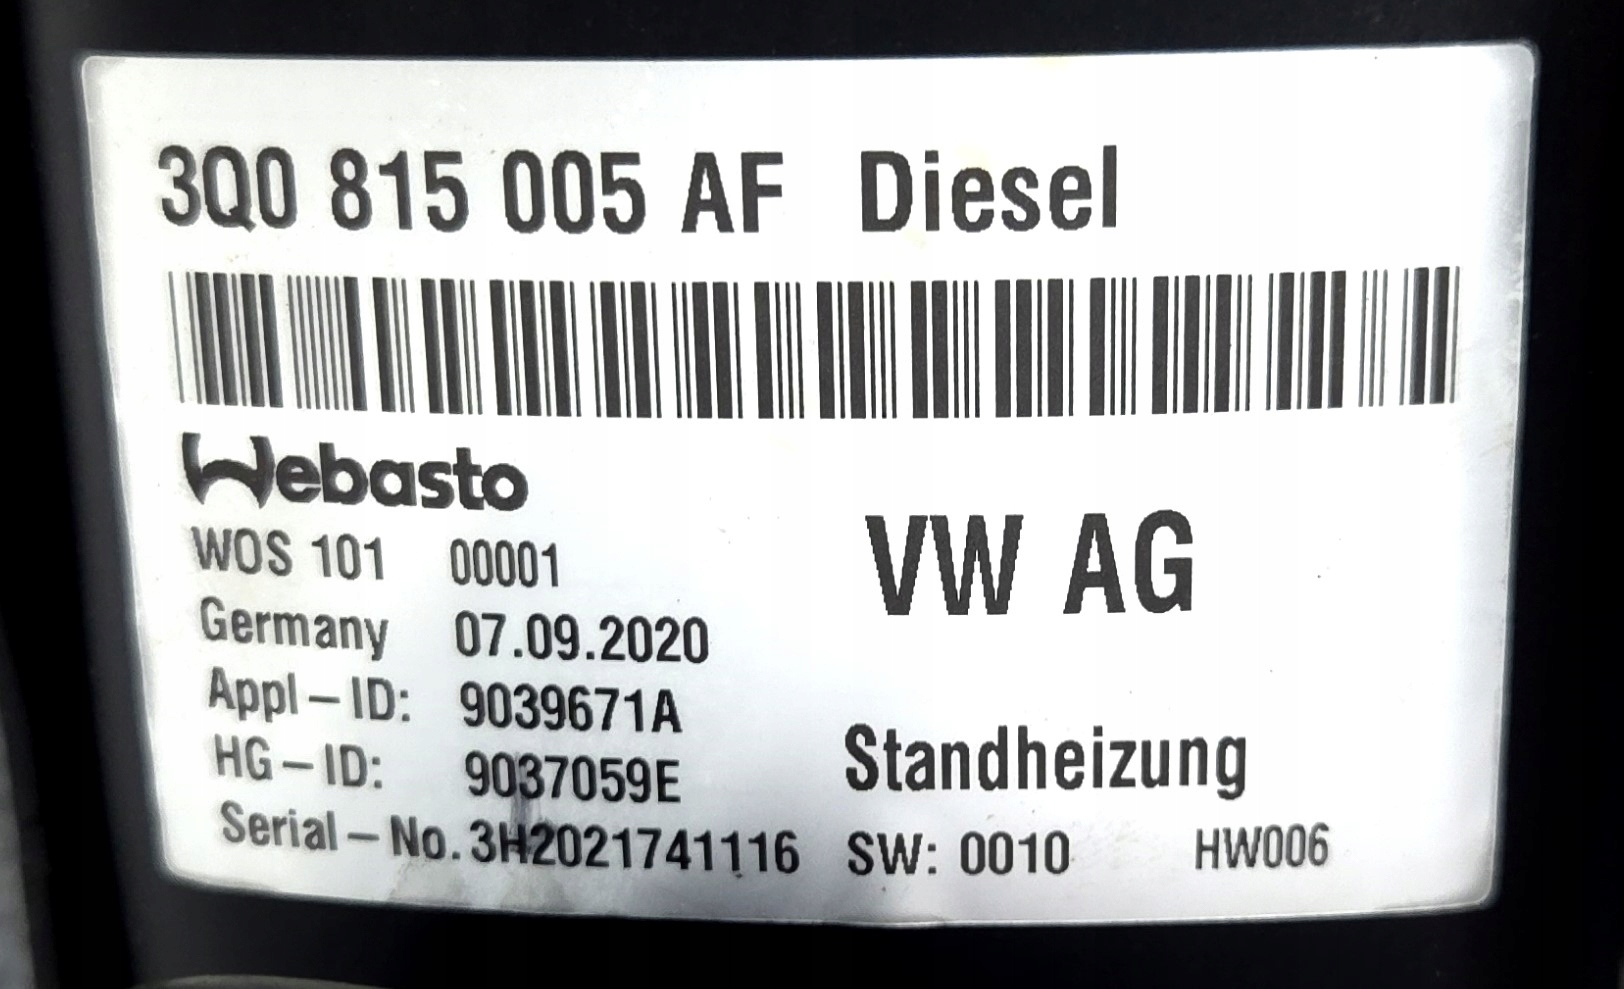 3Q0 815 005 AF Diesel
Webasto
WOS 101 00001
VW AG
Germany 07.09.2020
Appl-ID: 9039671A
Standheizung
HG-ID: 9037059E
Serial-No. 3H2021741116 SW: 0010 HW006